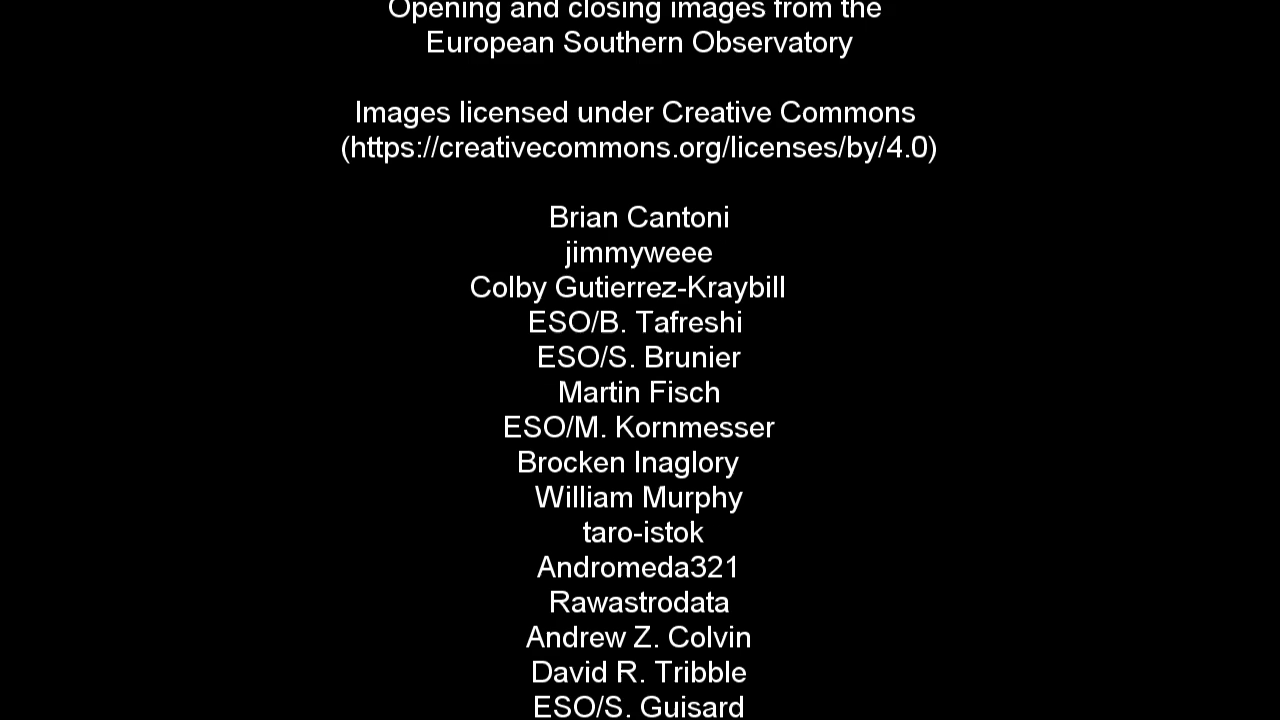 Opening and closing images from the
European Southern Observatory
Images licensed under Creative Commons
(https://creativecommons.org/licenses/by/4.0)
Brian Cantoni
jimmyweee
Colby Gutierrez-Kraybill
ESO/B. Tafreshi
ESO/S. Brunier
Martin Fisch
ESO/M. Kornmesser
Brocken Inaglory
William Murphy
taro-istok
Andromeda321
Rawastrodata
Andrew Z. Colvin
David R. Tribble
ESO/S. Guisard